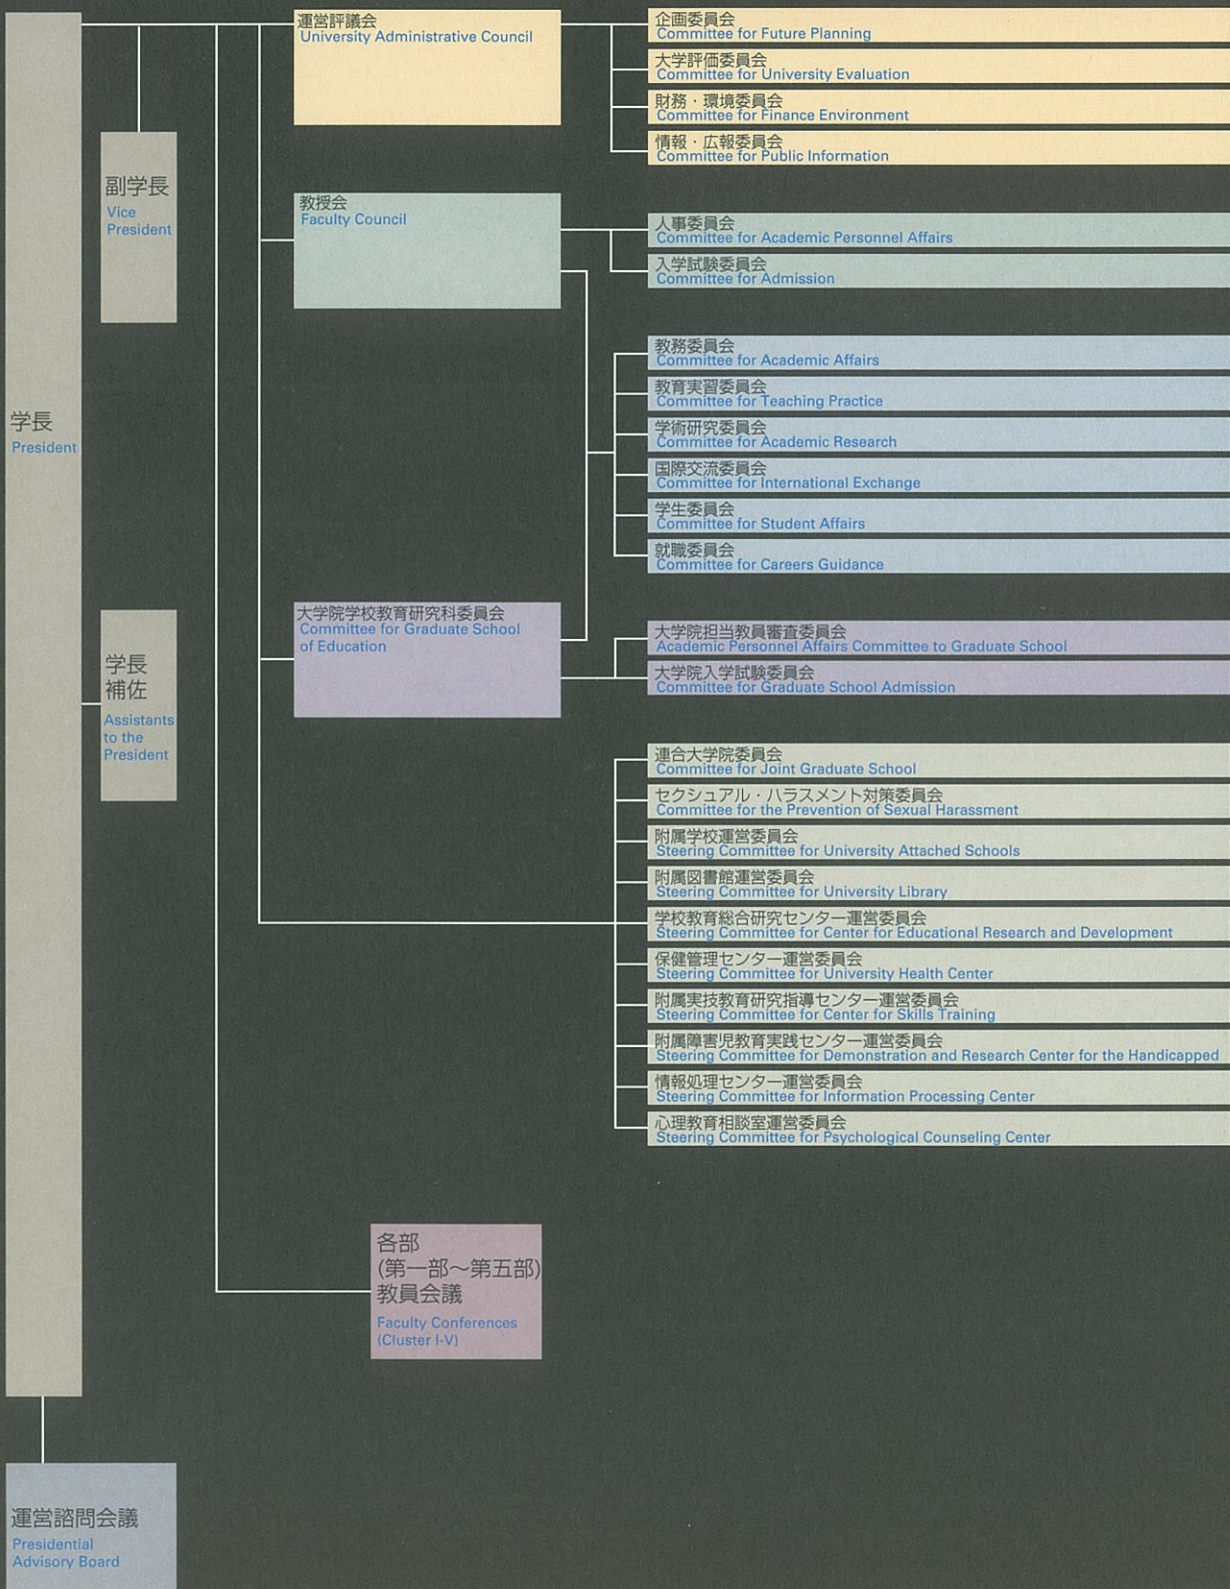 学長
President
副学長
Vice
President
学長
補佐
Assistants
to the
President
運営諮問会議
Presidential
Advisory Board
運営評議会
University Administrative Council
企画委員会
Committee for Future Planning
大学評価委員会
Committee for University Evaluation
財務・環境委員会
Committee for Finance Environment
情報・広報委員会
Committee for Public Information
教授会
Faculty Council
人事委員会
Committee for Academic Personnel Affairs
入学試験委員会
Committee for Admission
教務委員会
Committee for Academic Affairs
教育実習委員会
Committee for Teaching Practice
学術研究委員会
Committee for Academic Research
国際交流委員会
Committee for International Exchange
学生委員会
Committee for Student Affairs
就職委員会
Committee for Careers Guidance
大学院学校教育研究科委員会
Committee for Graduate School
of Education
大学院担当教員審査委員会
Academic Personnel Affairs Committee to Graduate School
大学院入学試験委員会
Committee for Graduate School Admission
連合大学院委員会
Committee for Joint Graduate School
セクシュアル・ハラスメント対策委員会
Committee for the Prevention of Sexual Harassment
附属学校運営委員会
Steering Committee for University Attached Schools
附属図書館運営委員会
Steering Committee for University Library
学校教育総合研究センター運営委員会
Steering Committee for Center for Educational Research and Development
保健管理センター運営委員会
Steering Committee for University Health Center
附属実技教育研究指導センター運営委員会
Steering Committee for Center for Skills Training
附属障害児教育実践センター運営委員会
Steering Committee for Demonstration and Research Center for the Handicapped
情報処理センター運営委員会
Steering Committee for Information Processing Center
心理教育相談室運営委員会
Steering Committee for Psychological Counseling Center
各部
(第一部～第五部)
教員会議
Faculty Conferences
(Cluster I-V)